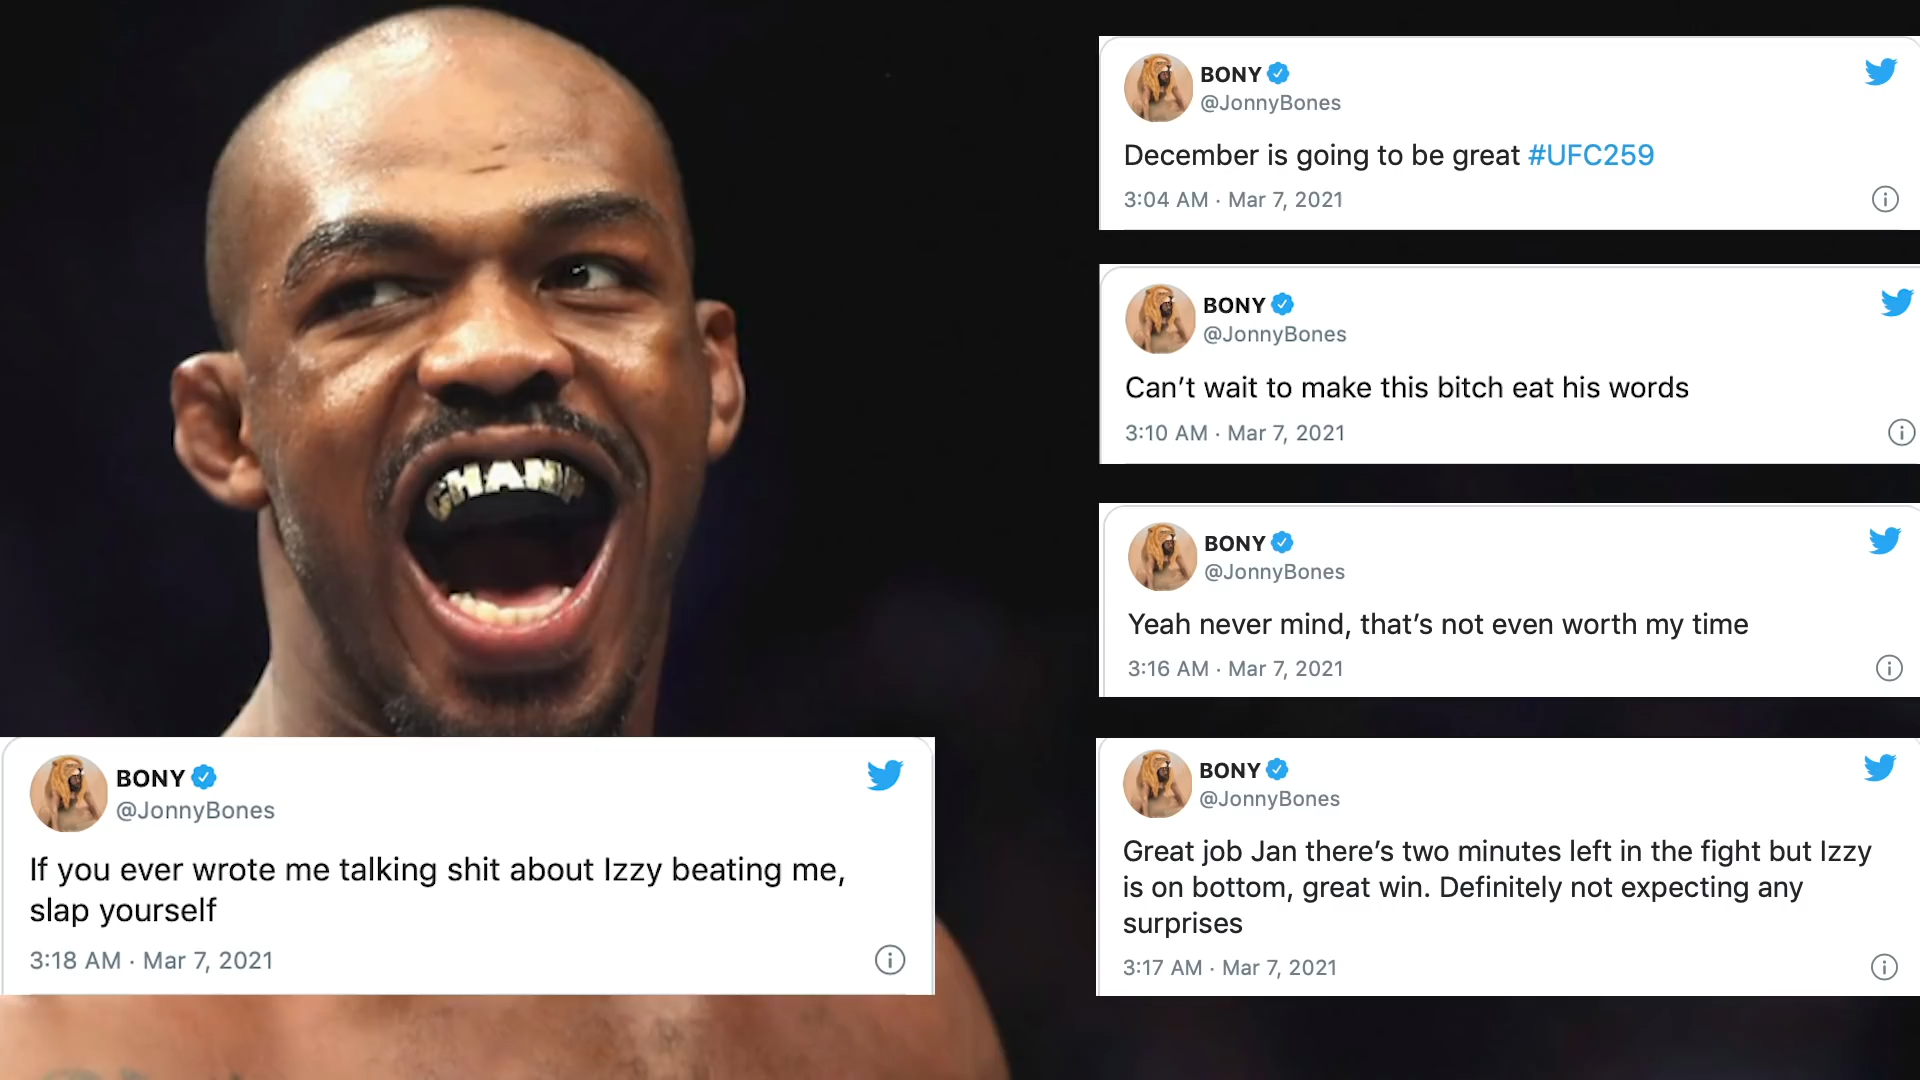 CHAMP
BONY
@JonnyBones
December is going to be great #UFC259
3:04 AM · Mar 7, 2021
BONY
@JonnyBones
Can’t wait to make this bitch eat his words
3:10 AM · Mar 7, 2021
BONY
@JonnyBones
Yeah never mind, that’s not even worth my time
3:16 AM · Mar 7, 2021
BONY
@JonnyBones
Great job Jan there’s two minutes left in the fight but Izzy
is on bottom, great win. Definitely not expecting any
surprises
3:17 AM · Mar 7, 2021
BONY
@JonnyBones
If you ever wrote me talking shit about Izzy beating me,
slap yourself
3:18 AM · Mar 7, 2021